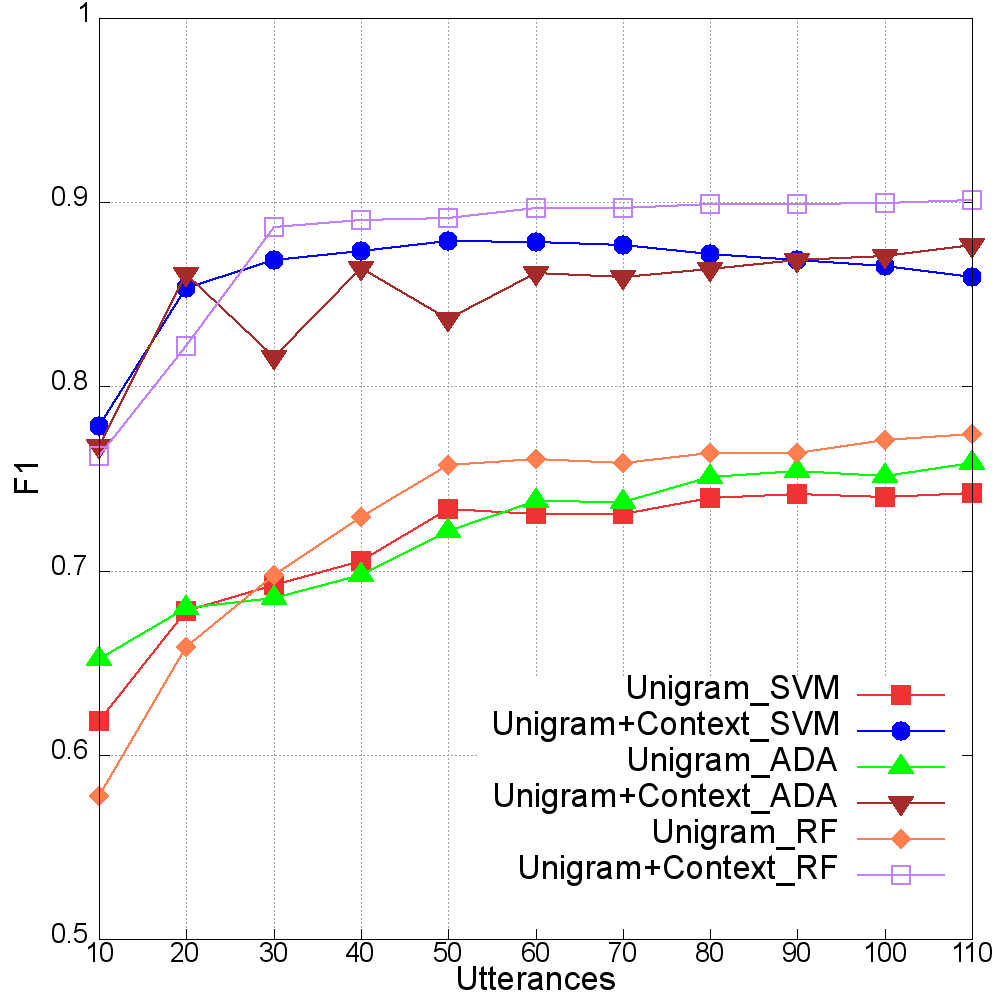 1
0.9
0.8
0.7
0.6
0.5
F1
Unigram_SVM
Unigram+Context_SVM
Unigram_ADA
Unigram+Context_ADA
Unigram_RF
Unigram+Context_RF
10 20 30 40 50 60 70 80 90 100 110
Utterances